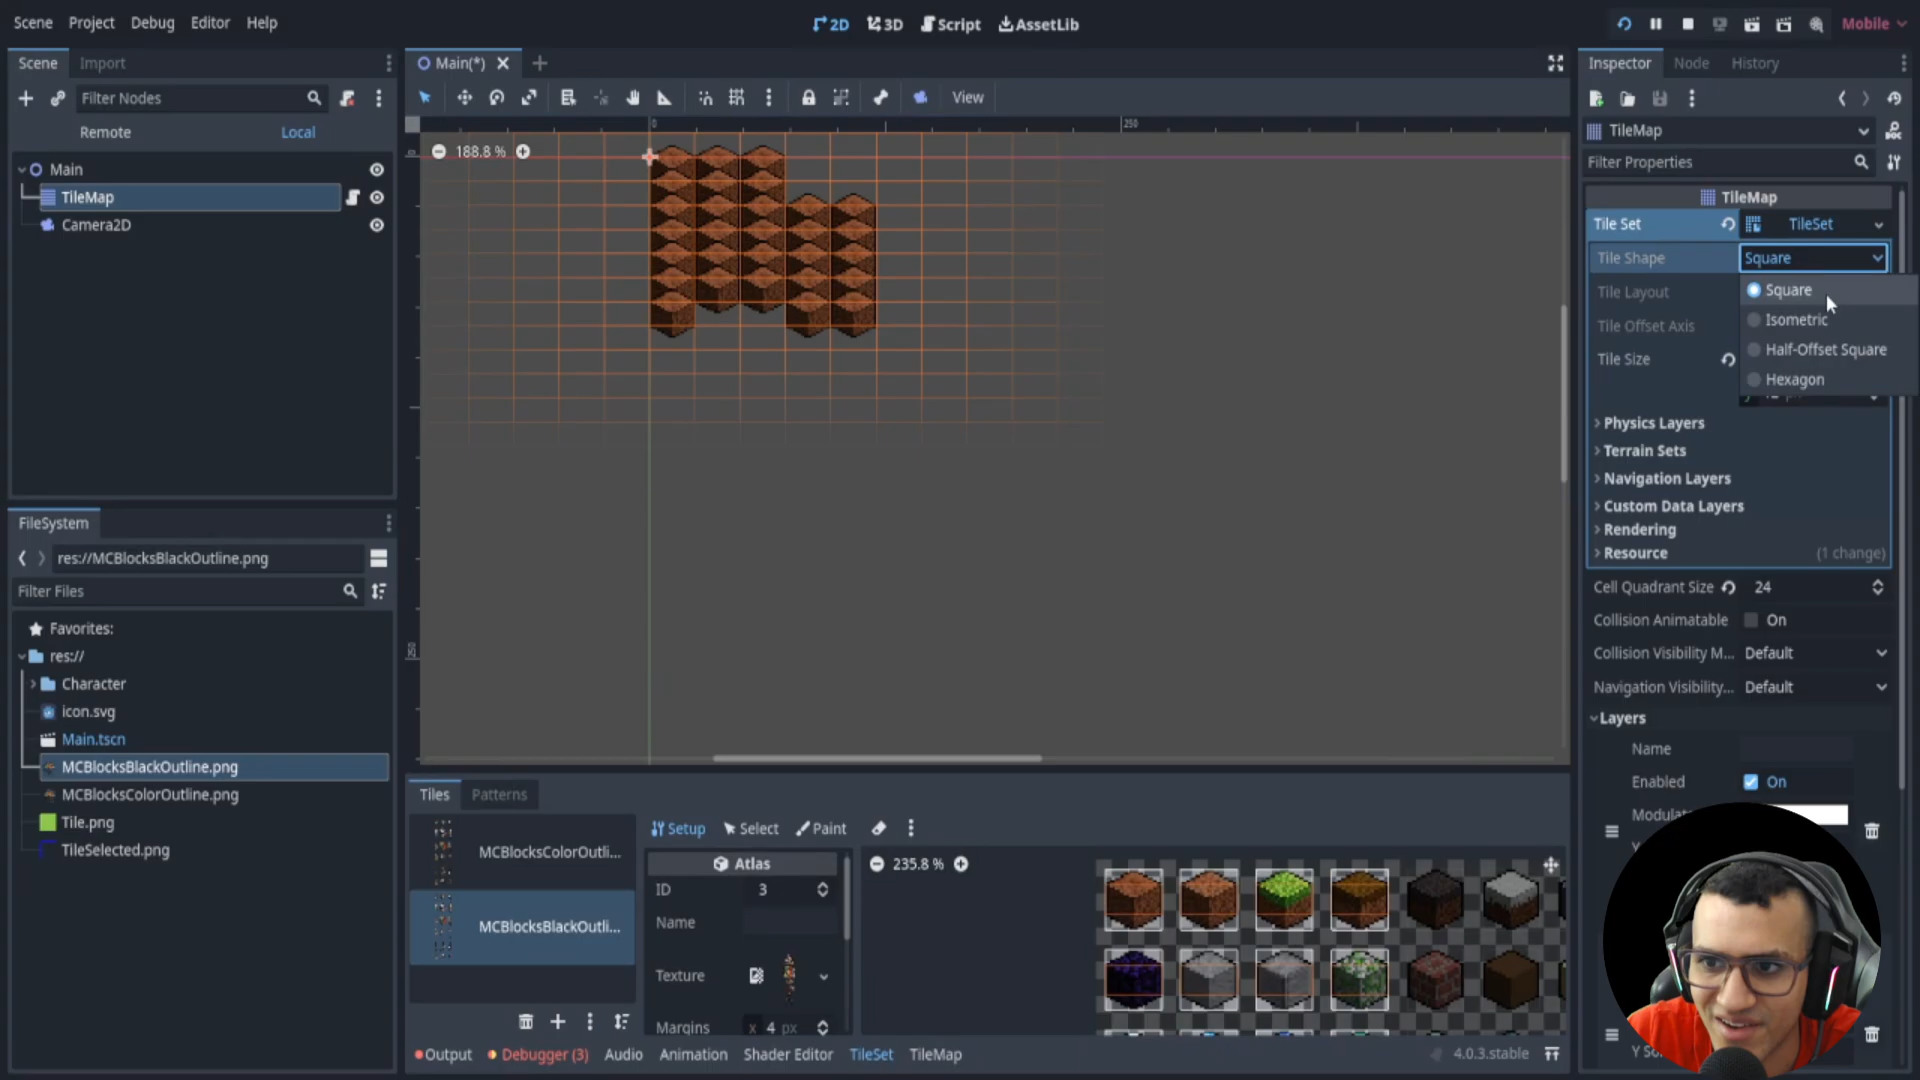 Scene Project Debug Editor Help
2D 3D Script AssetLib
Mobile
Scene Import
Filter Nodes
Remote Local
Main
TileMap
Camera2D
FileSystem
res://MCBlocksBlackOutline.png
Filter Files
Favorites:
res://
Character
icon.svg
Main.tscn
MCBlocksBlackOutline.png
MCBlocksColorOutline.png
Tile.png
TileSelected.png
Main(*)
View
0 250
0
188.8 %
250
Tiles Patterns
MCBlocksColorOutli...
MCBlocksBlackOutli...
Setup Select Paint
Atlas
ID 3
Name
Texture
Margins x 4 px
235.8 %
Output Debugger (3) Audio Animation Shader Editor TileSet TileMap 4.0.3.stable
Inspector Node History
TileMap
Filter Properties
TileMap
Tile Set TileSet
Tile Shape Square
Square
Isometric
Half-Offset Square
Hexagon
Tile Layout
Tile Offset Axis
Tile Size
Physics Layers
Terrain Sets
Navigation Layers
Custom Data Layers
Rendering
Resource (1 change)
Cell Quadrant Size 24
Collision Animatable On
Collision Visibility M... Default
Navigation Visibility... Default
Layers
Name
Enabled On